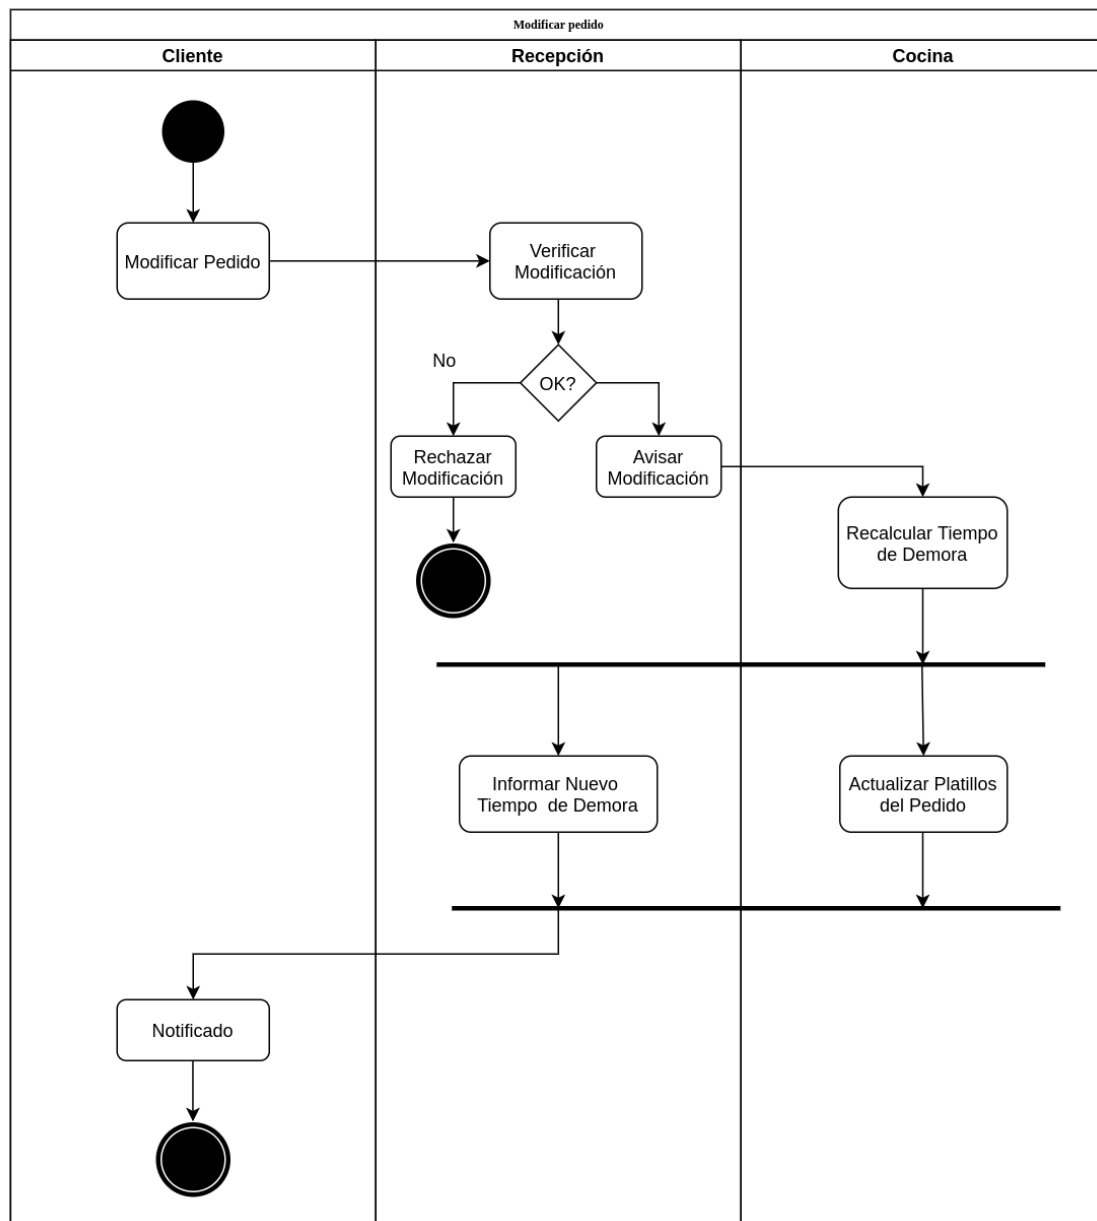 Modificar pedido
Cliente
Recepción
Cocina
Modificar Pedido
Verificar
Modificación
No
OK?
Rechazar
Modificación
Avisar
Modificación
Recalcular Tiempo
de Demora
Informar Nuevo
Tiempo de Demora
Actualizar Platillos
del Pedido
Notificado